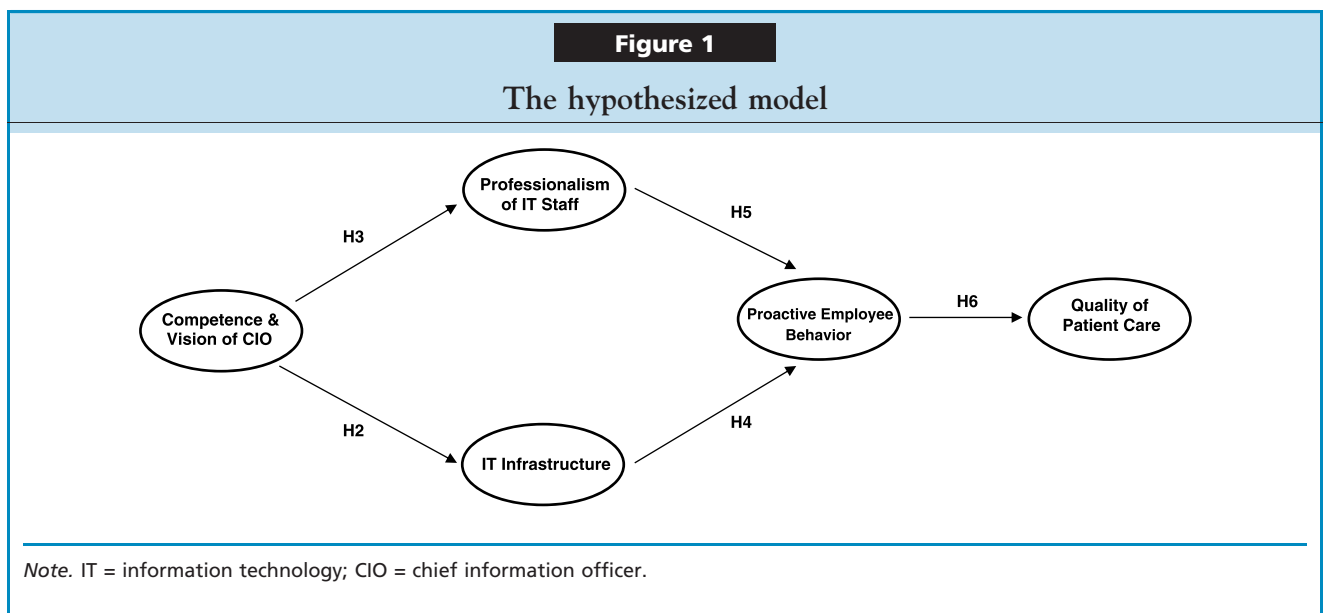 Figure 1
The hypothesized model
Professionalism
of IT Staff
H5
H3
Competence &
Vision of CIO
Proactive Employee
Behavior
H6
Quality of
Patient Care
H2
H4
IT Infrastructure
Note. IT = information technology; CIO = chief information officer.